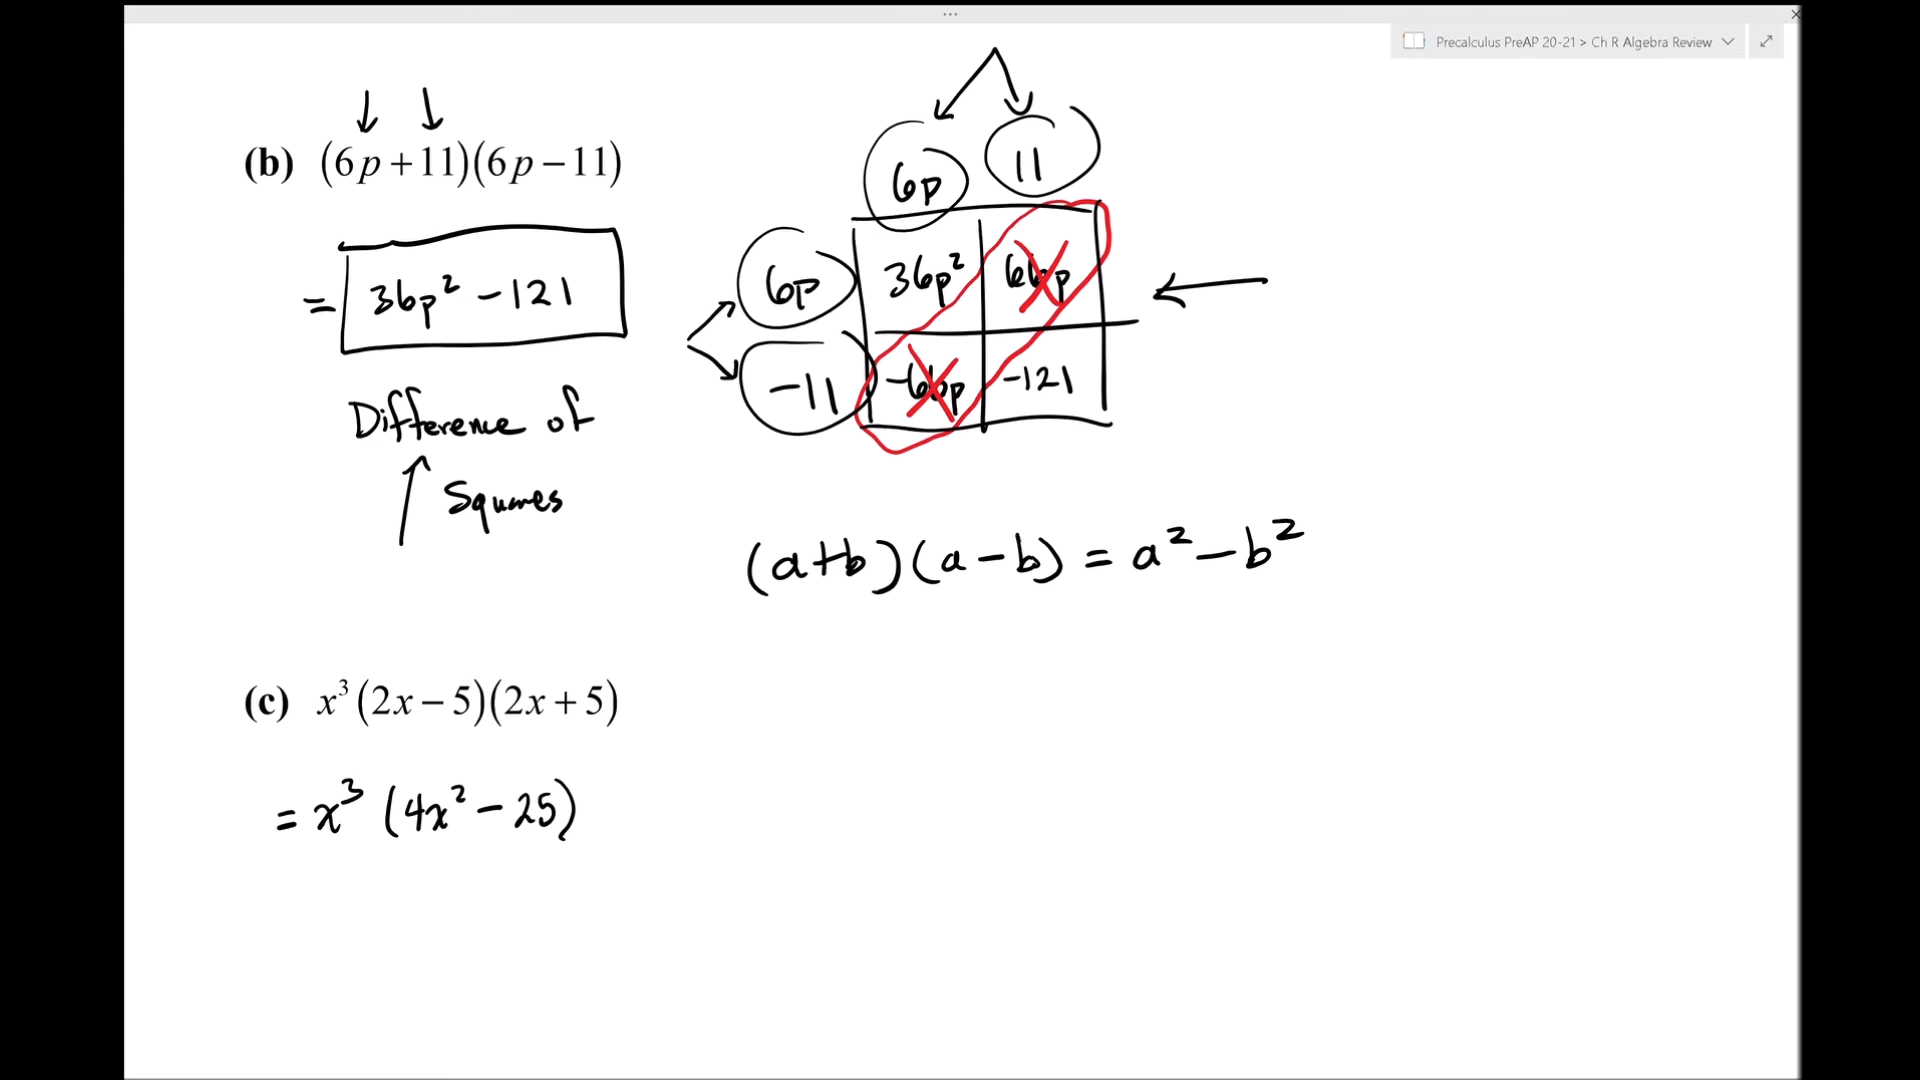 Precalculus PreAP 20-21 > Ch R Algebra Review
(b) (6p + 11)(6p − 11)
= 36p² − 121
Difference of
Squares
6p 11
6p 36p² 66p
−11 −66p −121
(a+b)(a−b) = a² − b²
(c) x³(2x − 5)(2x + 5)
= x³ (4x² − 25)